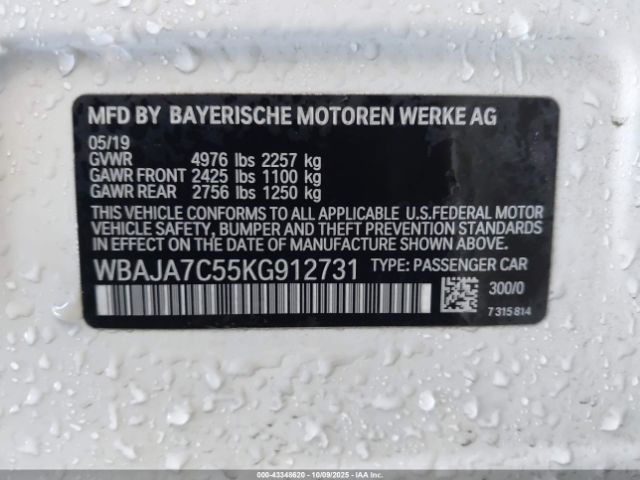 MFD BY BAYERISCHE MOTOREN WERKE AG
05/19
GVWR 4976 lbs 2257 kg
GAWR FRONT 2425 lbs 1100 kg
GAWR REAR 2756 lbs 1250 kg
THIS VEHICLE CONFORMS TO ALL APPLICABLE U.S.FEDERAL MOTOR
VEHICLE SAFETY, BUMPER AND THEFT PREVENTION STANDARDS
IN EFFECT ON THE DATE OF MANUFACTURE SHOWN ABOVE.
WBAJA7C55KG912731 TYPE: PASSENGER CAR
300/0
7315814
000-43348620 - 10/09/2025 - IAAI.CA